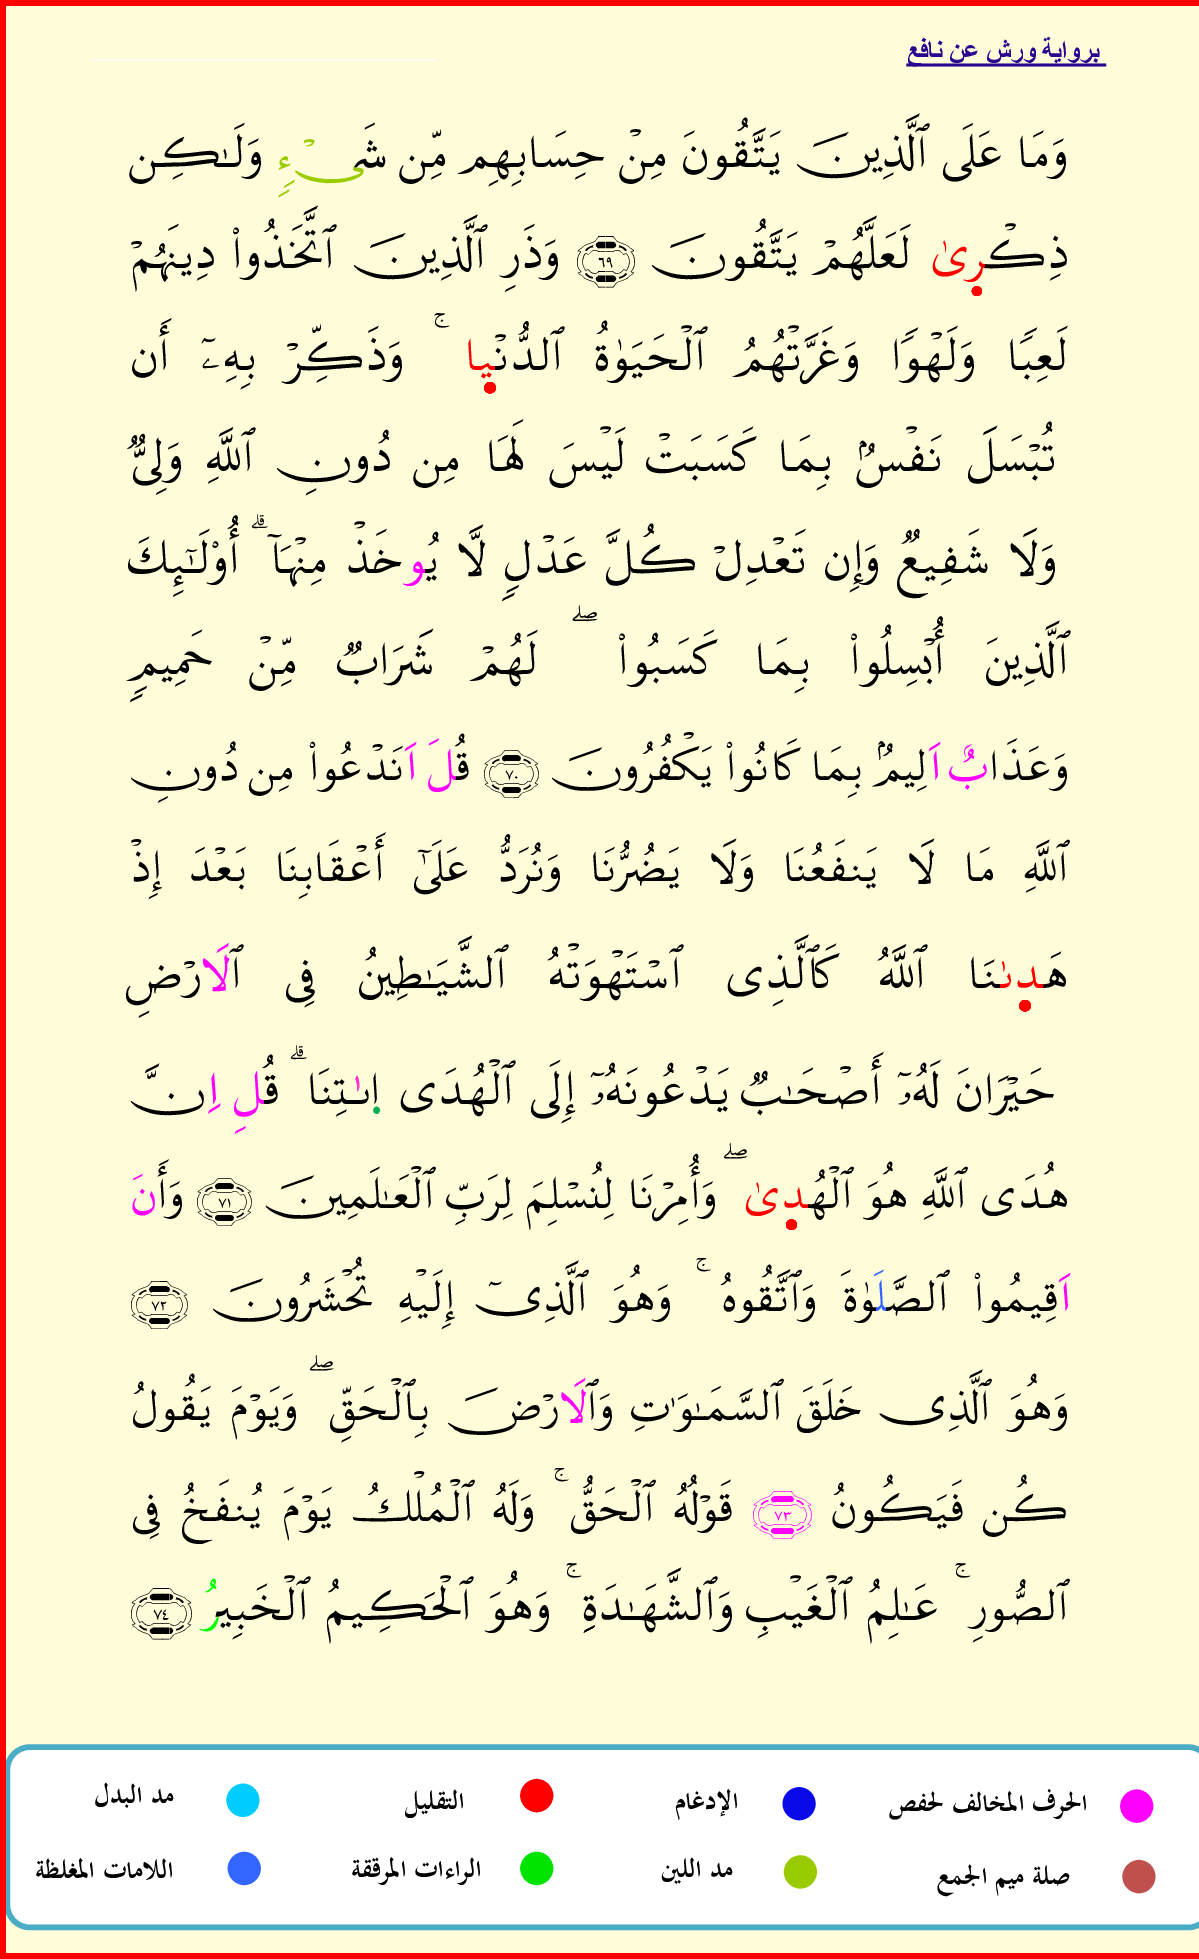 برواية ورش عن نافع
وَمَا عَلَى ٱلَّذِينَ يَتَّقُونَ مِنْ حِسَابِهِم مِّن شَىْءٍ وَلَٰكِن
ذِكْرِىٰ لَعَلَّهُمْ يَتَّقُونَ ٦٩ وَذَرِ ٱلَّذِينَ ٱتَّخَذُواْ دِينَهُمْ
لَعِبًا وَلَهْوًا وَغَرَّتْهُمُ ٱلْحَيَوٰةُ ٱلدُّنْيا ۚ وَذَكِّرْ بِهِۦٓ أَن
تُبْسَلَ نَفْسٌۢ بِمَا كَسَبَتْ لَيْسَ لَهَا مِن دُونِ ٱللَّهِ وَلِىٌّ
وَلَا شَفِيعٌ وَإِن تَعْدِلْ كُلَّ عَدْلٍ لَّا يُوخَذْ مِنْهَآ ۗ أُوْلَٰٓئِكَ
ٱلَّذِينَ أُبْسِلُواْ بِمَا كَسَبُواْ ۖ لَهُمْ شَرَابٌ مِّنْ حَمِيمٍ
وَعَذَابٌ اَلِيمٌۢ بِمَا كَانُواْ يَكْفُرُونَ ٧٠ قُلَ اَنَدْعُواْ مِن دُونِ
ٱللَّهِ مَا لَا يَنفَعُنَا وَلَا يَضُرُّنَا وَنُرَدُّ عَلَىٰٓ أَعْقَابِنَا بَعْدَ إِذْ
هَدِىٰنَا ٱللَّهُ كَٱلَّذِى ٱسْتَهْوَتْهُ ٱلشَّيَٰطِينُ فِى ٱلَارْضِ
حَيْرَانَ لَهُۥٓ أَصْحَٰبٌ يَدْعُونَهُۥٓ إِلَى ٱلْهُدَى اىٰتِنَا ۗ قُلِ اِنَّ
هُدَى ٱللَّهِ هُوَ ٱلْهُدِىٰ ۖ وَأُمِرْنَا لِنُسْلِمَ لِرَبِّ ٱلْعَٰلَمِينَ ٧١ وَأَنَ
اَقِيمُواْ ٱلصَّلَوٰةَ وَٱتَّقُوهُ ۚ وَهُوَ ٱلَّذِىٓ إِلَيْهِ تُحْشَرُونَ ٧٢
وَهُوَ ٱلَّذِى خَلَقَ ٱلسَّمَٰوَٰتِ وَٱلَارْضَ بِٱلْحَقِّ ۖ وَيَوْمَ يَقُولُ
كُن فَيَكُونُ ٧٣ قَوْلُهُ ٱلْحَقُّ ۚ وَلَهُ ٱلْمُلْكُ يَوْمَ يُنفَخُ فِى
ٱلصُّورِ ۚ عَٰلِمُ ٱلْغَيْبِ وَٱلشَّهَٰدَةِ ۚ وَهُوَ ٱلْحَكِيمُ ٱلْخَبِيرُ ٧٤
الحرف المخالف لحفص الإدغام التقليل مد البدل
صلة ميم الجمع مد اللين الراءات المرققة اللامات المغلظة